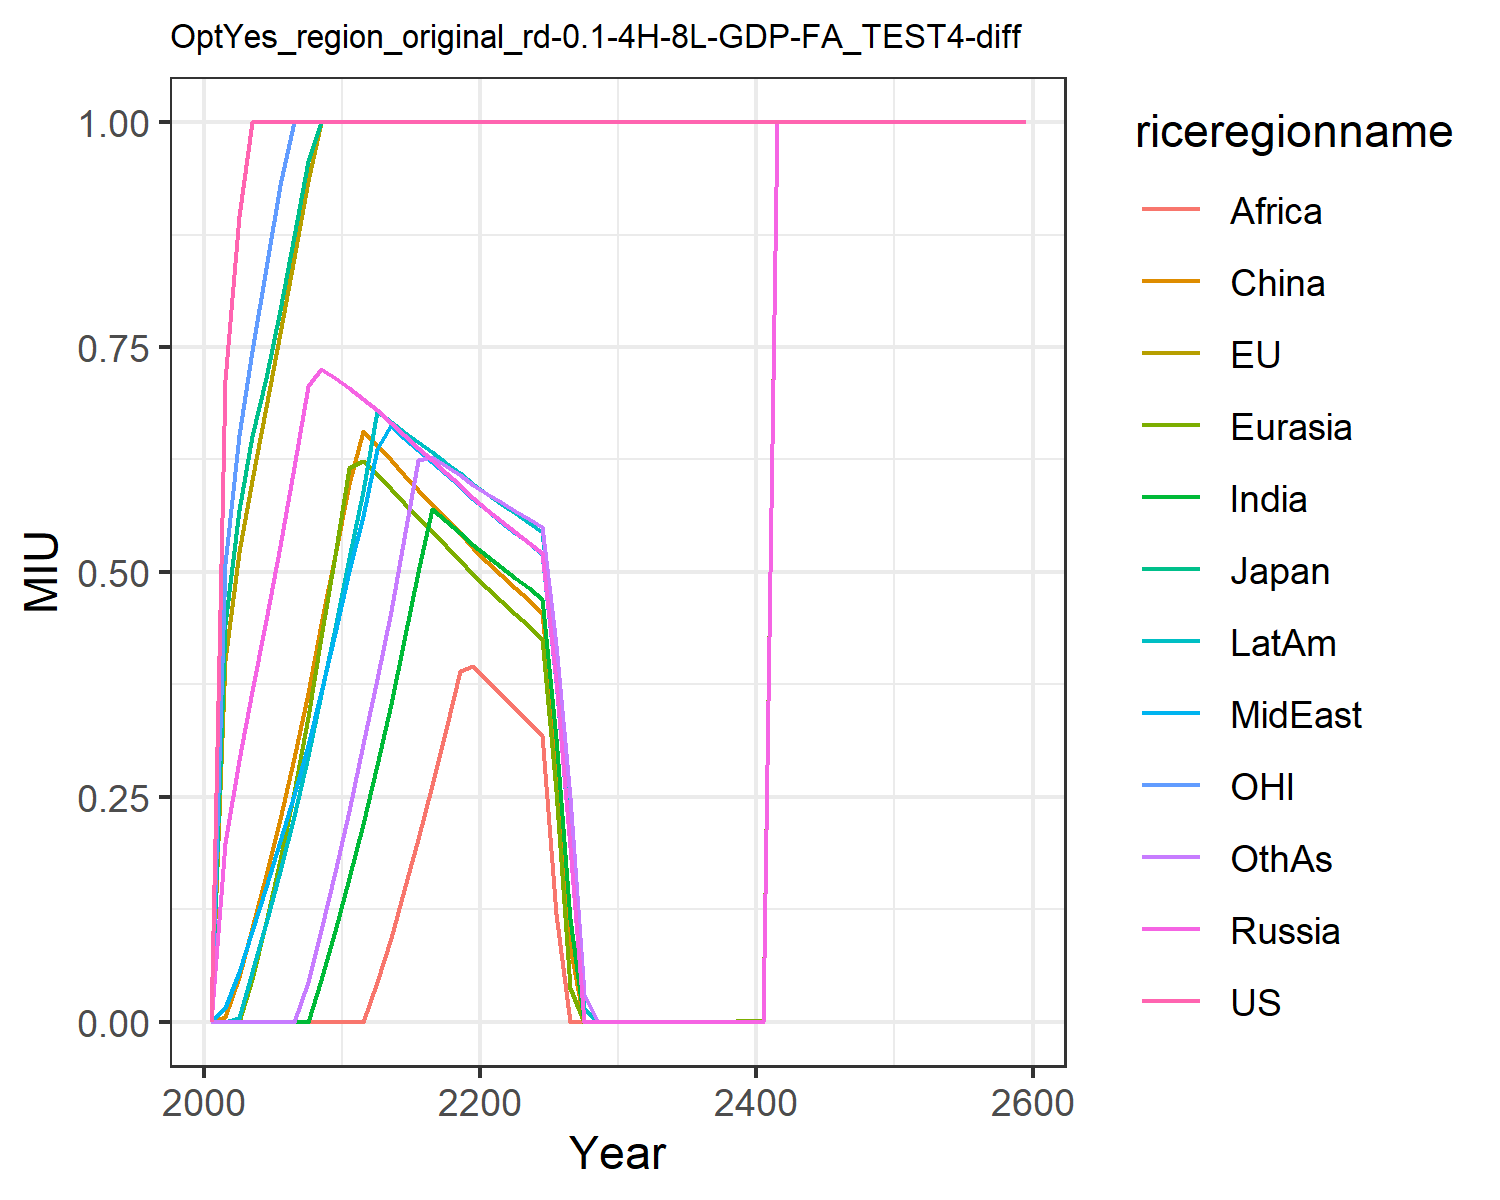 OptYes_region_original_rd-0.1-4H-8L-GDP-FA_TEST4-diff
1.00
0.75
0.50
0.25
0.00
MIU
2000 2200 2400 2600
Year
riceregionname
Africa
China
EU
Eurasia
India
Japan
LatAm
MidEast
OHI
OthAs
Russia
US